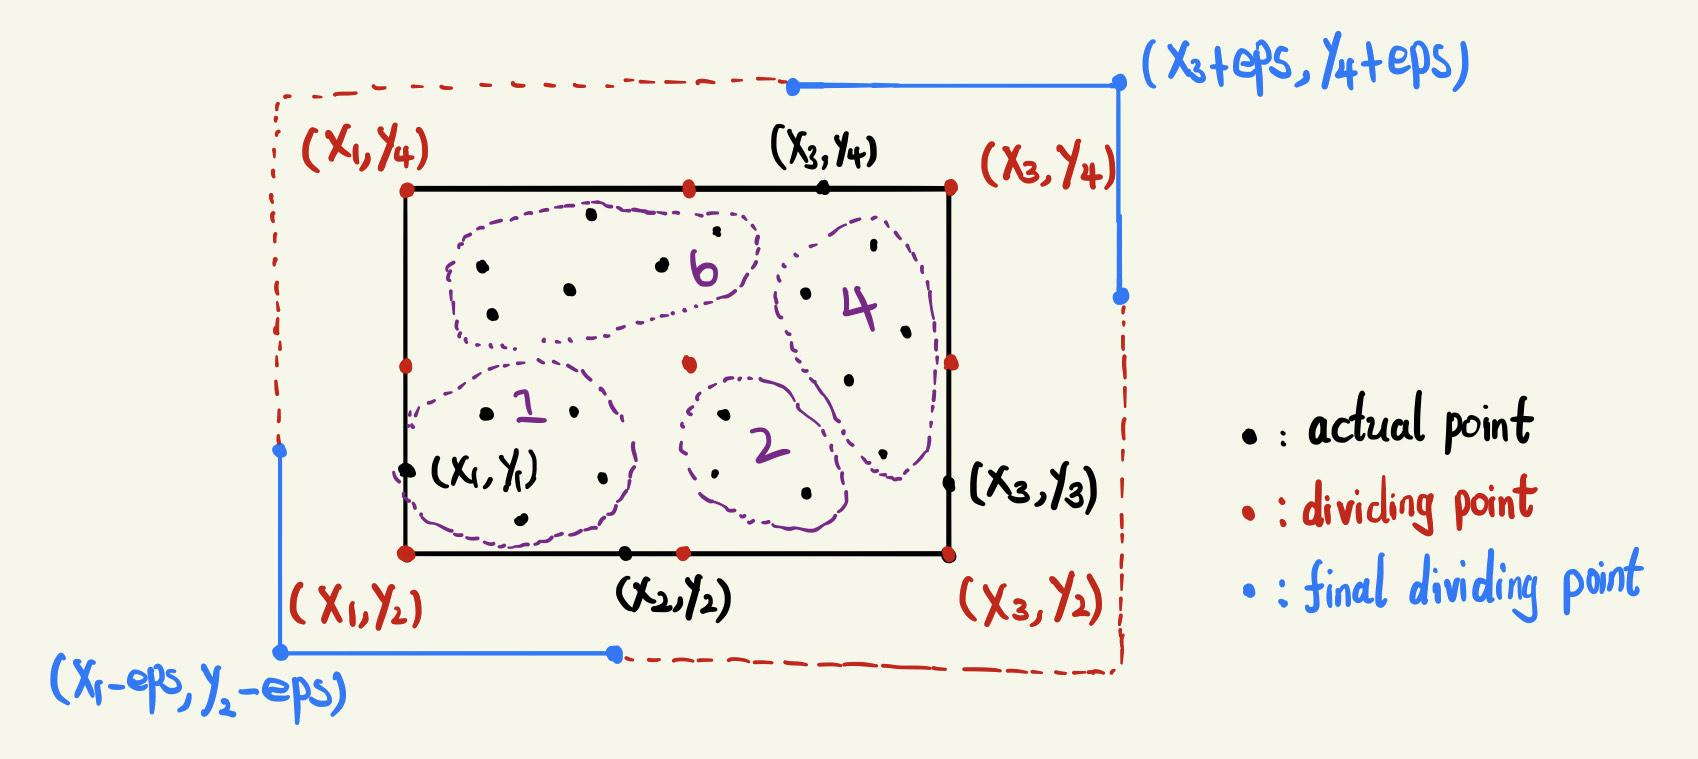 (X3+eps, Y4+eps)
(X1, Y4)
(X3, Y4)
(X3, Y4)
6
4
1
2
(X1, Y1)
(X3, Y3)
(X1, Y2)
(X2, Y2)
(X3, Y2)
(X1-eps, Y2-eps)
: actual point
: dividing point
: final dividing point